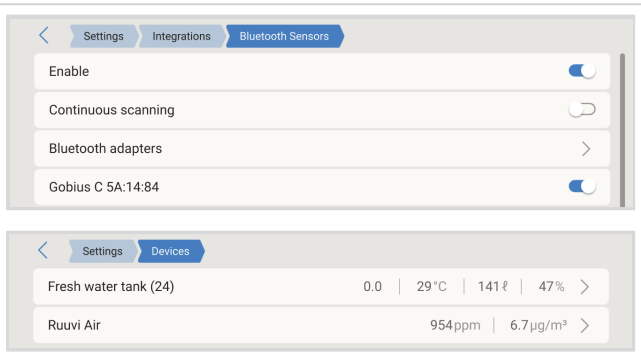 Settings Integrations Bluetooth Sensors
Enable
Continuous scanning
Bluetooth adapters
Gobius C 5A:14:84
Settings Devices
Fresh water tank (24) 0.0 29°C 141ℓ 47%
Ruuvi Air 954ppm 6.7µg/m³